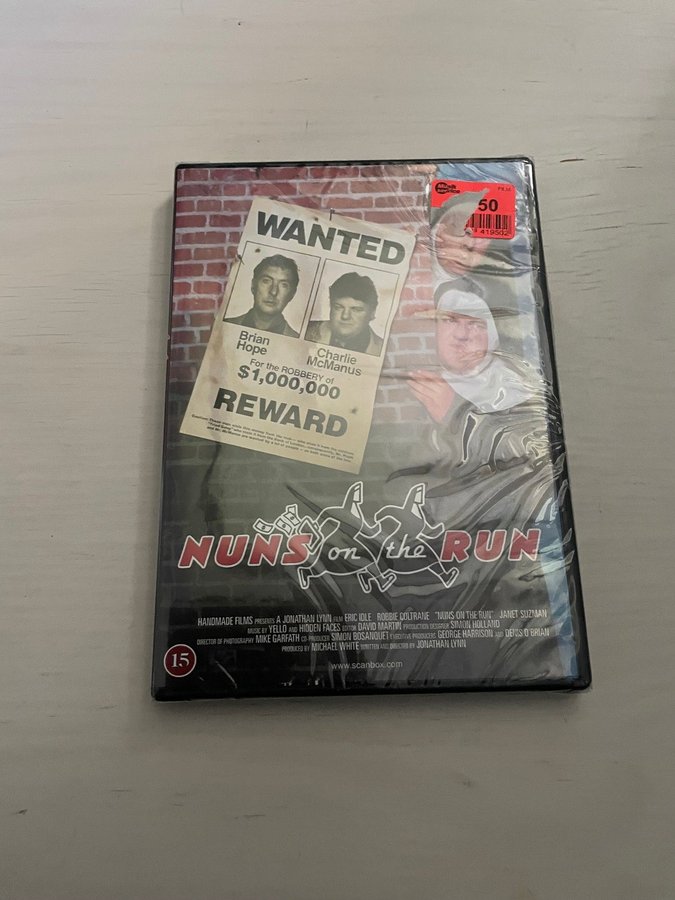 Musik
service
FILM
50
419502
WANTED
Brian
Hope
Charlie
McManus
For the ROBBERY of
$1,000,000
REWARD
NUNS on the RUN
HANDMADE FILMS PRESENTS A JONATHAN LYNN FILM ERIC IDLE ROBBIE COLTRANE "NUNS ON THE RUN" JANET SUZMAN
MUSIC BY YELLO AND HIDDEN FACES EDITOR DAVID MARTIN PRODUCTION DESIGNER SIMON HOLLAND
DIRECTOR OF PHOTOGRAPHY MIKE GARFATH CO-PRODUCER SIMON BOSANQUET EXECUTIVE PRODUCERS GEORGE HARRISON AND DENIS O'BRIAN
PRODUCED BY MICHAEL WHITE WRITTEN AND DIRECTED BY JONATHAN LYNN
15
www.scanbox.com